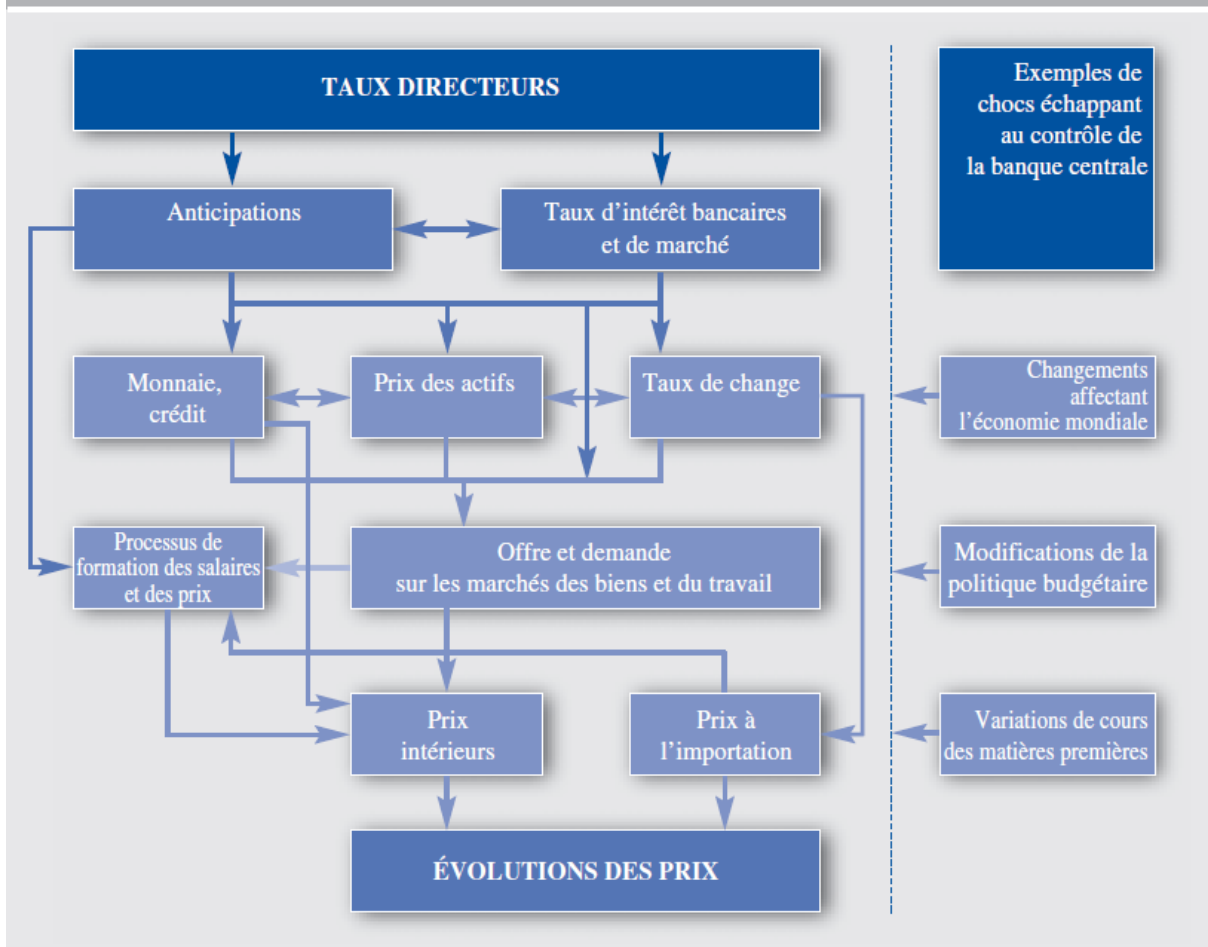 TAUX DIRECTEURS
Exemples de
chocs échappant
au contrôle de
la banque centrale
Anticipations
Taux d’intérêt bancaires
et de marché
Monnaie,
crédit
Prix des actifs
Taux de change
Changements
affectant
l’économie mondiale
Processus de
formation des salaires
et des prix
Offre et demande
sur les marchés des biens et du travail
Modifications de la
politique budgétaire
Prix
intérieurs
Prix à
l’importation
Variations de cours
des matières premières
ÉVOLUTIONS DES PRIX